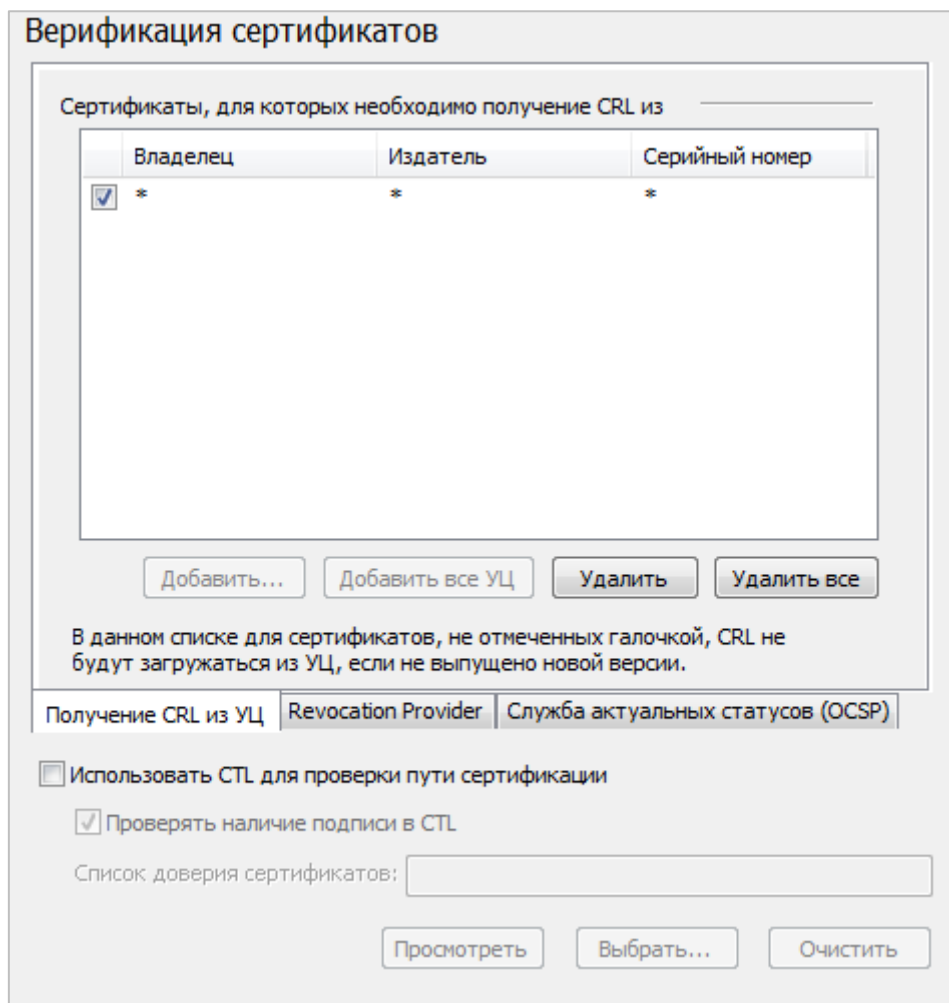 Верификация сертификатов
Сертификаты, для которых необходимо получение CRL из
Владелец Издатель Серийный номер
* * *
Добавить... Добавить все УЦ Удалить Удалить все
В данном списке для сертификатов, не отмеченных галочкой, CRL не
будут загружаться из УЦ, если не выпущено новой версии.
Получение CRL из УЦ Revocation Provider Служба актуальных статусов (OCSP)
Использовать CTL для проверки пути сертификации
Проверять наличие подписи в CTL
Список доверия сертификатов:
Просмотреть Выбрать... Очистить